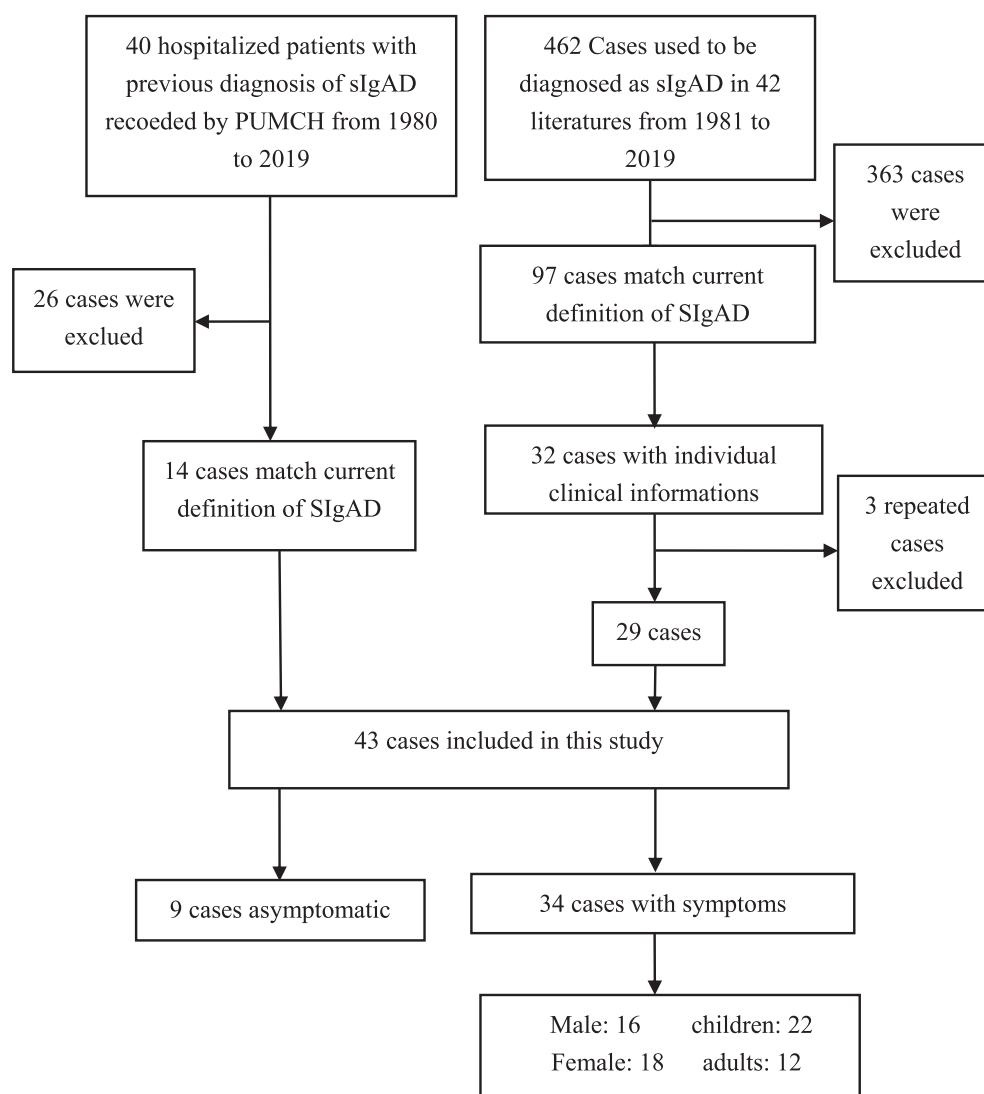 40 hospitalized patients with
previous diagnosis of sIgAD
recoeded by PUMCH from 1980
to 2019
462 Cases used to be
diagnosed as sIgAD in 42
literatures from 1981 to
2019
363 cases
were
excluded
26 cases were
exclued
97 cases match current
definition of SIgAD
14 cases match current
definition of SIgAD
32 cases with individual
clinical informations
3 repeated
cases
excluded
29 cases
43 cases included in this study
9 cases asymptomatic
34 cases with symptoms
Male: 16 children: 22
Female: 18 adults: 12